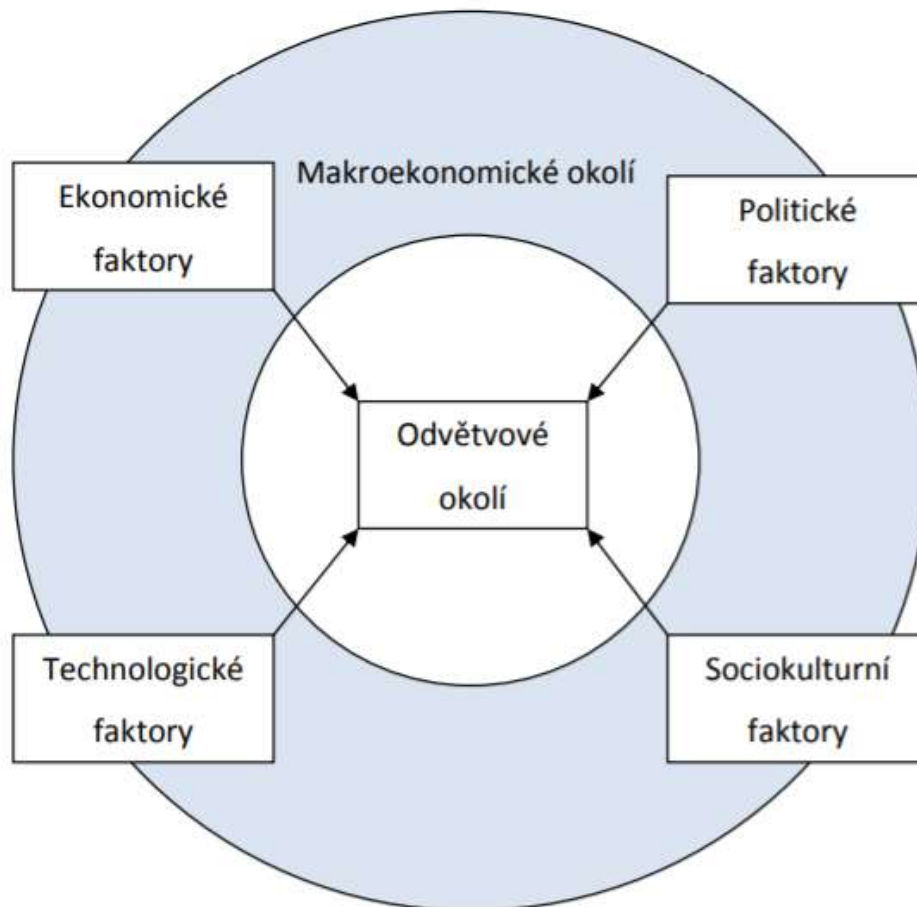 Makroekonomické okolí
Ekonomické
faktory
Politické
faktory
Odvětvové
okolí
Technologické
faktory
Sociokulturní
faktory